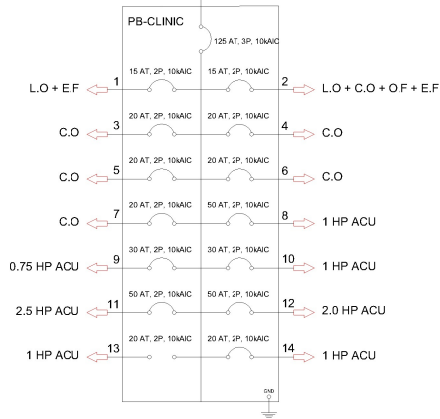 PB-CLINIC
125 AT, 3P, 10kAIC
15 AT, 2P, 10kAIC 15 AT, 2P, 10kAIC
L.O + E.F 1 2 L.O + C.O + O.F + E.F
20 AT, 2P, 10kAIC 20 AT, 2P, 10kAIC
C.O 3 4 C.O
20 AT, 2P, 10kAIC 20 AT, 2P, 10kAIC
C.O 5 6 C.O
20 AT, 2P, 10kAIC 50 AT, 2P, 10kAIC
C.O 7 8 1 HP ACU
30 AT, 2P, 10kAIC 30 AT, 2P, 10kAIC
0.75 HP ACU 9 10 1 HP ACU
50 AT, 2P, 10kAIC 50 AT, 2P, 10kAIC
2.5 HP ACU 11 12 2.0 HP ACU
20 AT, 2P, 10kAIC 20 AT, 2P, 10kAIC
1 HP ACU 13 14 1 HP ACU
GND